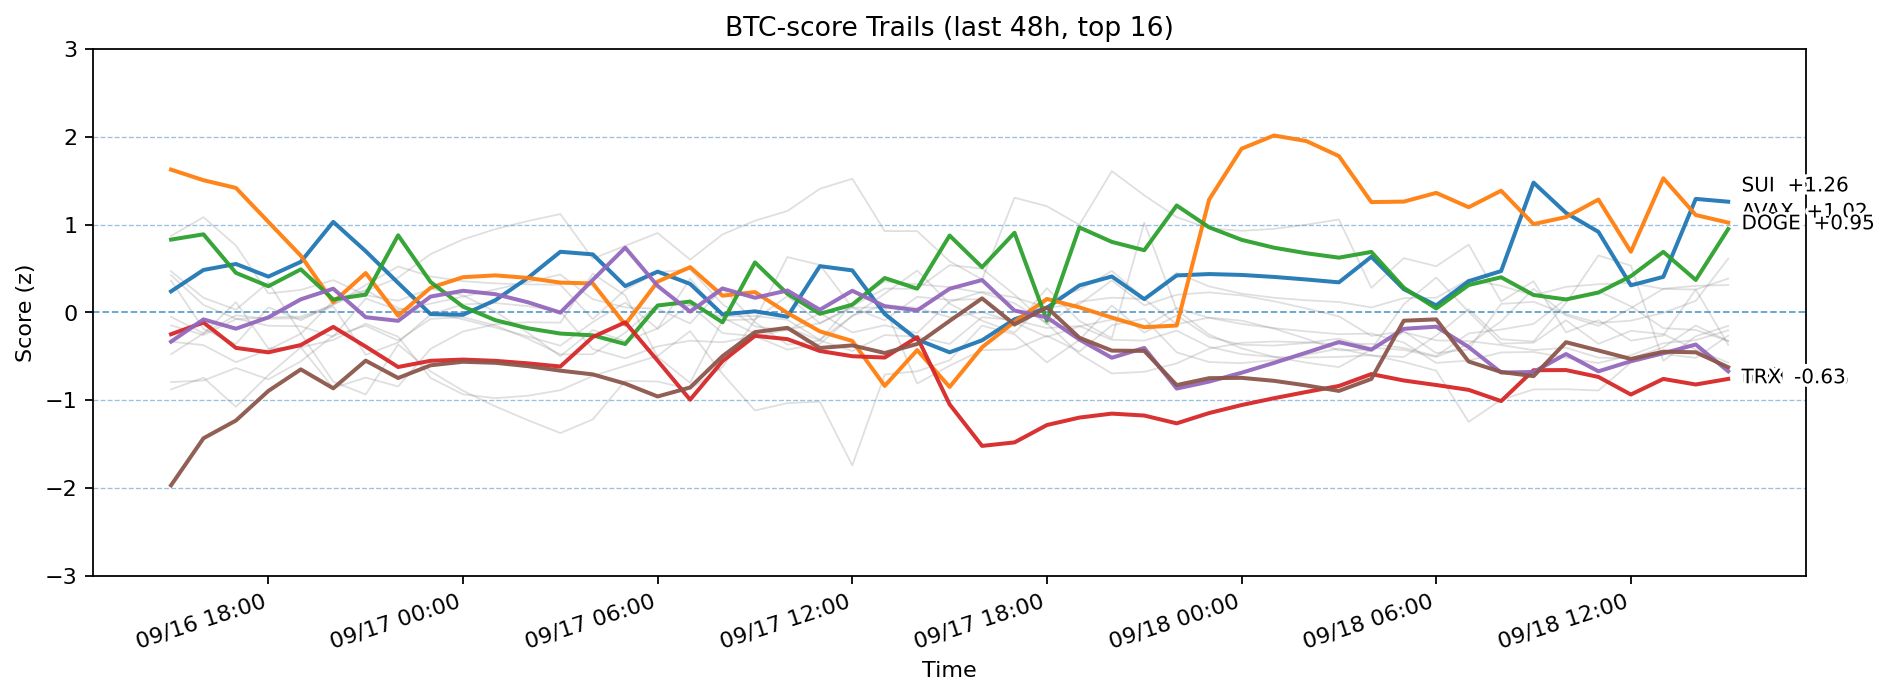 BTC-score Trails (last 48h, top 16)
Score (z)
3
2
1
0
−1
−2
−3
SUI +1.26
AVAX +1.02
DOGE +0.95
TRX -0.63
09/16 18:00
09/17 00:00
09/17 06:00
09/17 12:00
09/17 18:00
09/18 00:00
09/18 06:00
09/18 12:00
Time